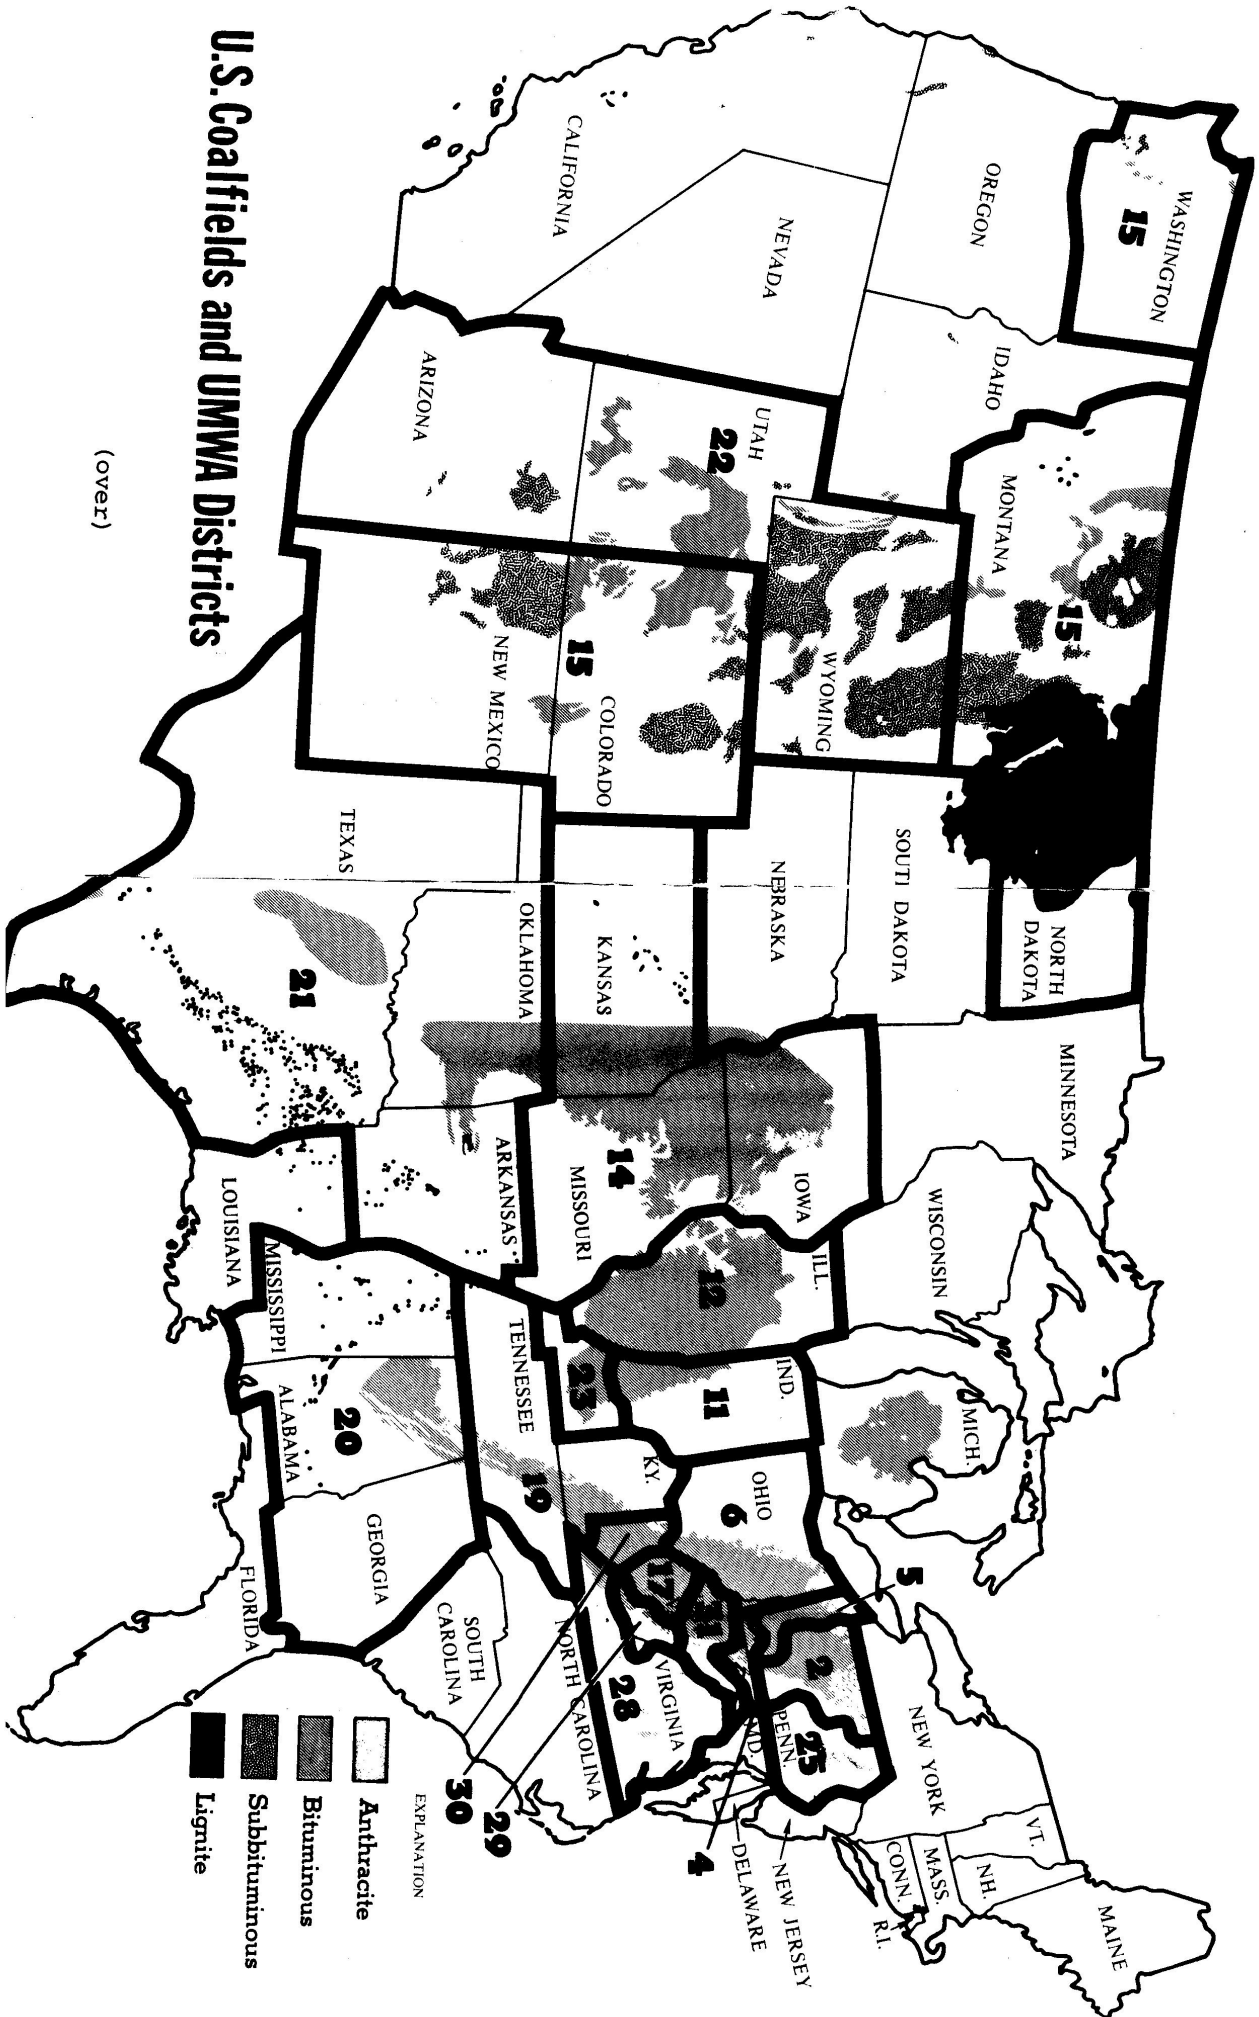 WASHINGTON
15
OREGON
CALIFORNIA
NEVADA
IDAHO
MONTANA
15
UTAH
22
ARIZONA
WYOMING
COLORADO
15
NEW MEXICO
NORTH
DAKOTA
SOUT DAKOTA
NEBRASKA
KANSAS
OKLAHOMA
TEXAS
21
MINNESOTA
IOWA
MISSOURI
14
ARKANSAS
LOUISIANA
WISCONSIN
ILL.
12
MICH.
IND.
11
23
KY.
OHIO
6
TENNESSEE
19
MISSISSIPPI
ALABAMA
20
GEORGIA
FLORIDA
SOUTH
CAROLINA
NORTH CAROLINA
VIRGINIA
28
17
31
5
2
PENN.
25
MD.
NEW YORK
VT.
NH.
MAINE
MASS.
CONN.
R.I.
NEW JERSEY
DELAWARE
4
29
30
EXPLANATION
Anthracite
Bituminous
Subbituminous
Lignite
U.S. Coalfields and UMWA Districts
(over)